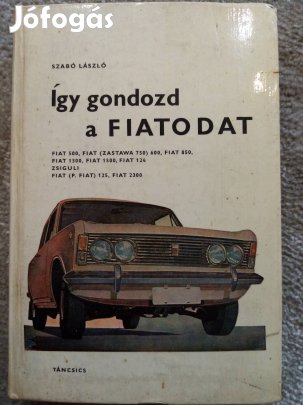 Jófogás
SZABÓ LÁSZLÓ
Így gondozd
a FIATODAT
FIAT 500, FIAT (ZASTAWA 750) 600, FIAT 850,
FIAT 1300, FIAT 1500, FIAT 124
ZSIGULI
FIAT (P. FIAT) 125, FIAT 2300
TÁNCSICS